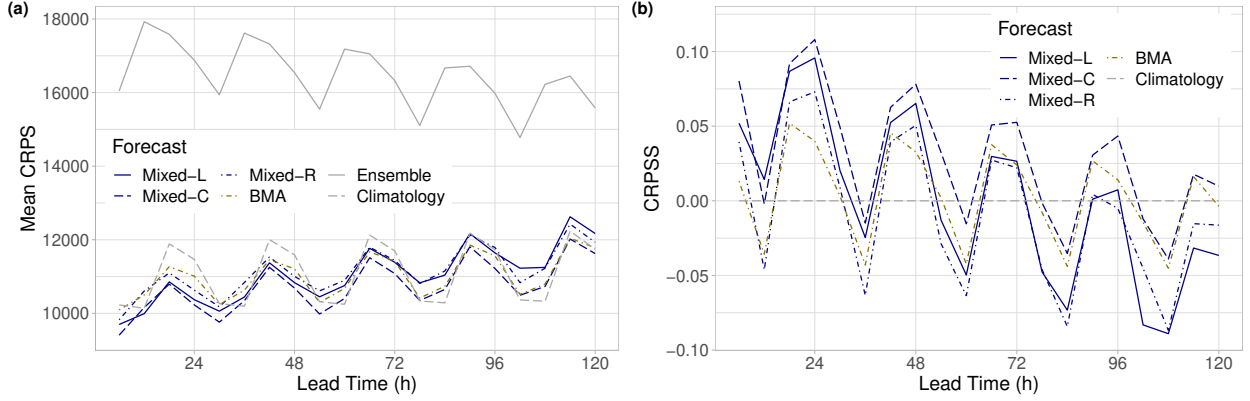 (a)
18000
16000
14000
12000
10000
Mean CRPS
Forecast
Mixed−L Mixed−R Ensemble
Mixed−C BMA Climatology
24 48 72 96 120
Lead Time (h)
(b)
0.10
0.05
0.00
−0.05
−0.10
CRPSS
Forecast
Mixed−L BMA
Mixed−C Climatology
Mixed−R
24 48 72 96 120
Lead Time (h)